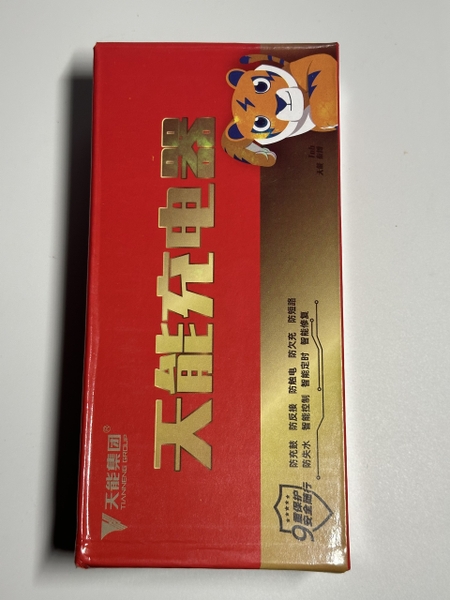 天能集团®
TIANNENG GROUP
天能充电器
9重保护
安全随行
防充鼓 防反接 防触电 防欠充 防短路
防失水 智能控制 智能定时 智能修复